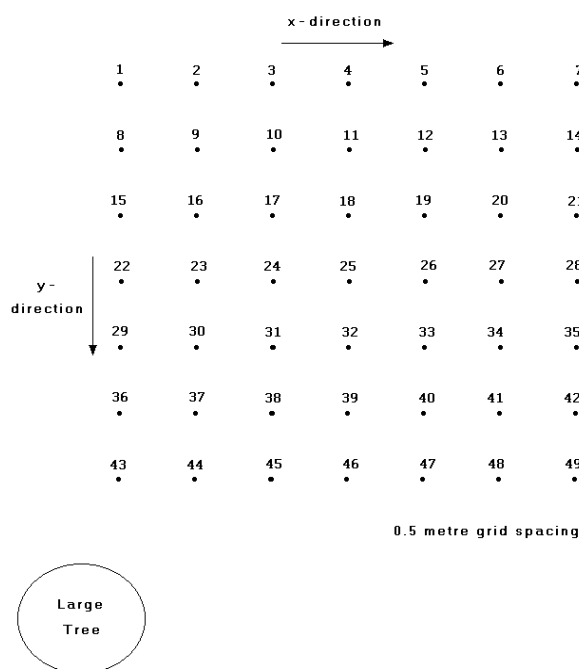 x-direction
1 2 3 4 5 6 7
8 9 10 11 12 13 14
15 16 17 18 19 20 21
22 23 24 25 26 27 28
y-
direction
29 30 31 32 33 34 35
36 37 38 39 40 41 42
43 44 45 46 47 48 49
0.5 metre grid spacing
Large
Tree